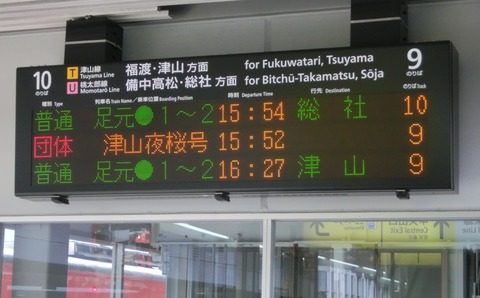 10 のりば
T 津山線 Tsuyama Line
U 桃太郎線 Momotarō Line
福渡・津山 方面 for Fukuwatari, Tsuyama
備中高松・総社 方面 for Bitchū-Takamatsu, Sōja
9 のりば
種別 Type 列車名 Train Name/乗車位置 Boarding Position 時刻 Departure Time 行先 Destination のりば Track
普通 足元●1～2 15:54 総社 10
団体 津山夜桜号 15:52 9
普通 足元●1～2 16:27 津山 9
Central Exit